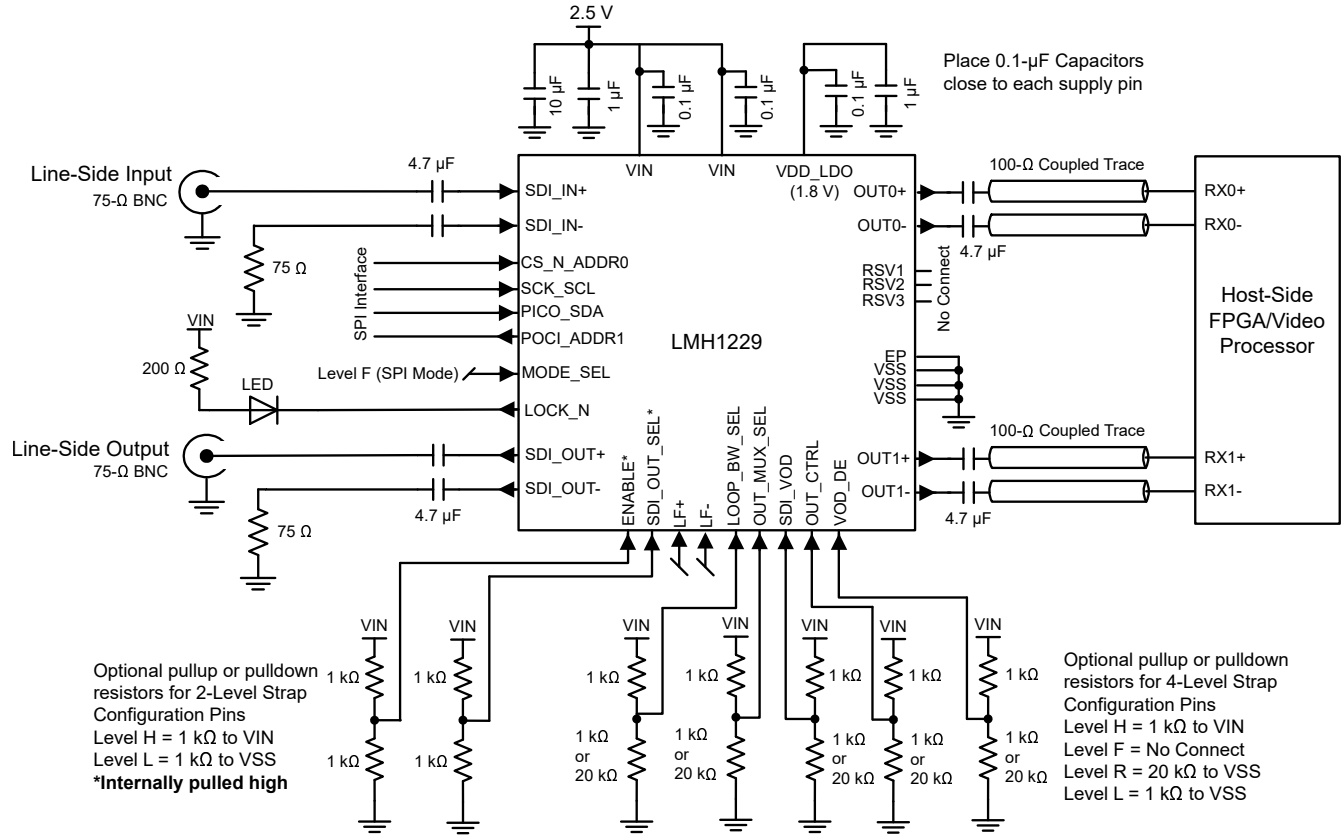 2.5 V
10 µF
1 µF
0.1 µF
0.1 µF
0.1 µF
1 µF
Place 0.1-µF Capacitors
close to each supply pin
Line-Side Input
75-Ω BNC
4.7 µF
75 Ω
SPI Interface
VIN
200 Ω
LED
Level F (SPI Mode)
Line-Side Output
75-Ω BNC
4.7 µF
75 Ω
VIN
VIN
VDD_LDO
(1.8 V)
SDI_IN+
SDI_IN-
CS_N_ADDR0
SCK_SCL
PICO_SDA
POCI_ADDR1
MODE_SEL
LOCK_N
SDI_OUT+
SDI_OUT-
LMH1229
OUT0+
OUT0-
RSV1
RSV2
RSV3
No Connect
EP
VSS
VSS
VSS
OUT1+
OUT1-
ENABLE*
SDI_OUT_SEL*
LF+
LF-
LOOP_BW_SEL
OUT_MUX_SEL
SDI_VOD
OUT_CTRL
VOD_DE
100-Ω Coupled Trace
4.7 µF
100-Ω Coupled Trace
4.7 µF
RX0+
RX0-
Host-Side
FPGA/Video
Processor
RX1+
RX1-
Optional pullup or pulldown
resistors for 2-Level Strap
Configuration Pins
Level H = 1 kΩ to VIN
Level L = 1 kΩ to VSS
*Internally pulled high
VIN
1 kΩ
1 kΩ
VIN
1 kΩ
1 kΩ
VIN
1 kΩ
1 kΩ
or
20 kΩ
VIN
1 kΩ
1 kΩ
or
20 kΩ
VIN
1 kΩ
1 kΩ
or
20 kΩ
VIN
1 kΩ
1 kΩ
or
20 kΩ
VIN
1 kΩ
1 kΩ
or
20 kΩ
Optional pullup or pulldown
resistors for 4-Level Strap
Configuration Pins
Level H = 1 kΩ to VIN
Level F = No Connect
Level R = 20 kΩ to VSS
Level L = 1 kΩ to VSS